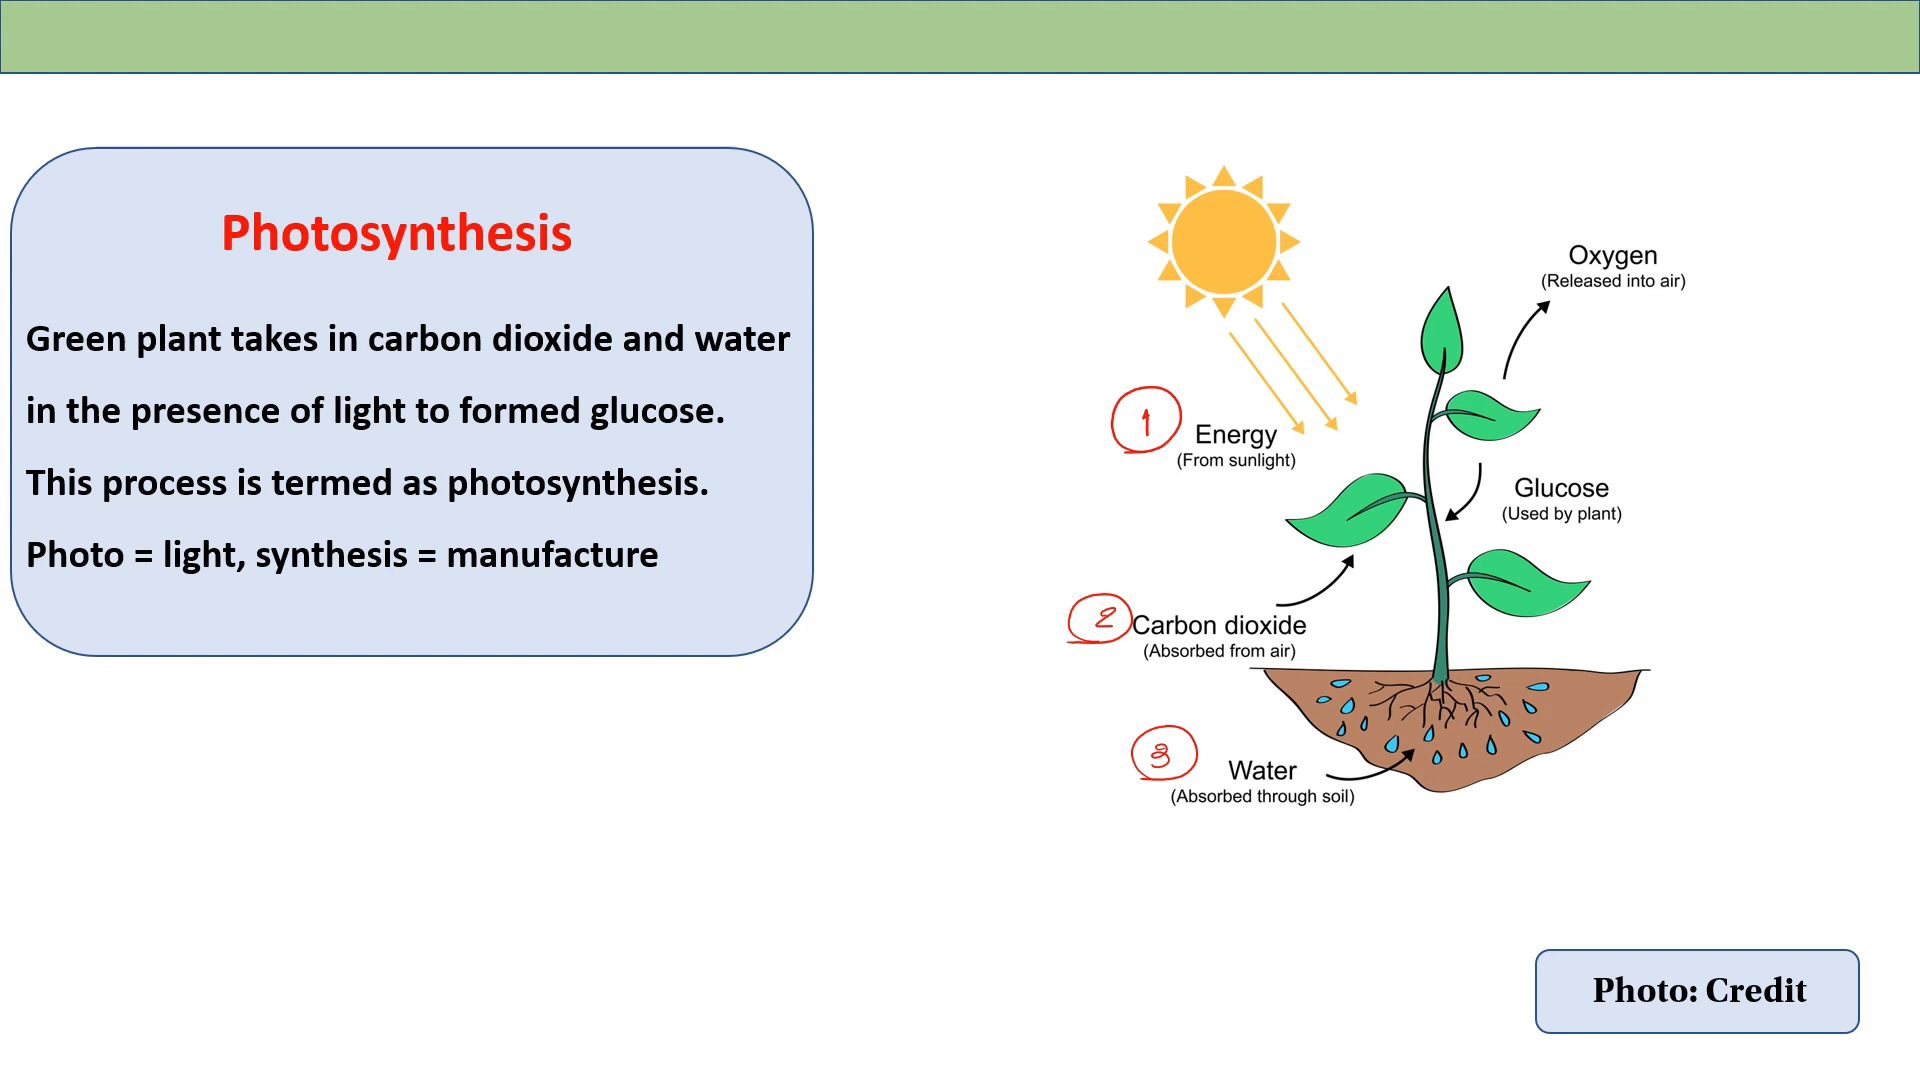 Photosynthesis
Green plant takes in carbon dioxide and water
in the presence of light to formed glucose.
This process is termed as photosynthesis.
Photo = light, synthesis = manufacture
Oxygen
(Released into air)
1
Energy
(From sunlight)
Glucose
(Used by plant)
2
Carbon dioxide
(Absorbed from air)
3
Water
(Absorbed through soil)
Photo: Credit